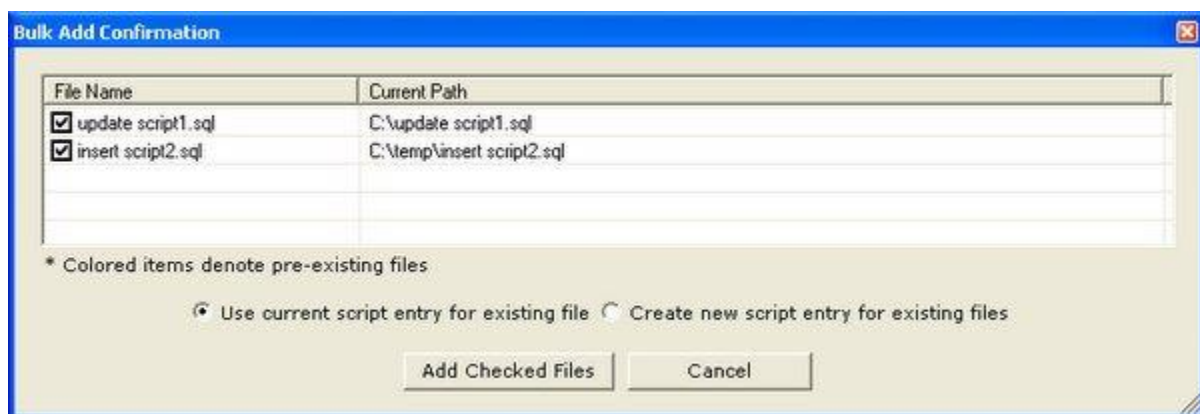 Bulk Add Confirmation
File Name Current Path
update script1.sql C:\update script1.sql
insert script2.sql C:\temp\insert script2.sql
* Colored items denote pre-existing files
Use current script entry for existing file Create new script entry for existing files
Add Checked Files Cancel